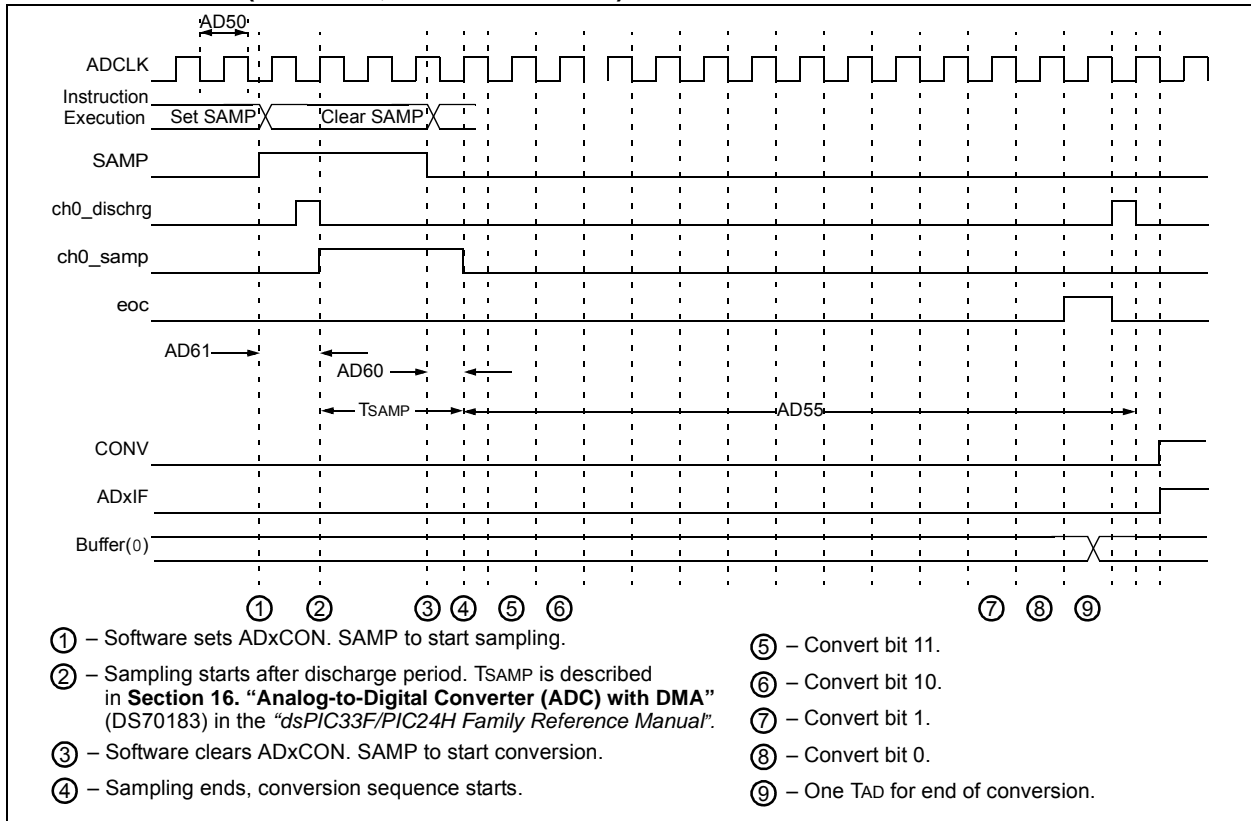 AD50
ADCLK
Instruction
Execution Set SAMP Clear SAMP
SAMP
ch0_dischrg
ch0_samp
eoc
AD61
AD60
TSAMP AD55
CONV
ADxIF
Buffer(0)
① ② ③ ④ ⑤ ⑥ ⑦ ⑧ ⑨
① – Software sets ADxCON. SAMP to start sampling.
② – Sampling starts after discharge period. TSAMP is described
in Section 16. “Analog-to-Digital Converter (ADC) with DMA”
(DS70183) in the “dsPIC33F/PIC24H Family Reference Manual”.
③ – Software clears ADxCON. SAMP to start conversion.
④ – Sampling ends, conversion sequence starts.
⑤ – Convert bit 11.
⑥ – Convert bit 10.
⑦ – Convert bit 1.
⑧ – Convert bit 0.
⑨ – One TAD for end of conversion.